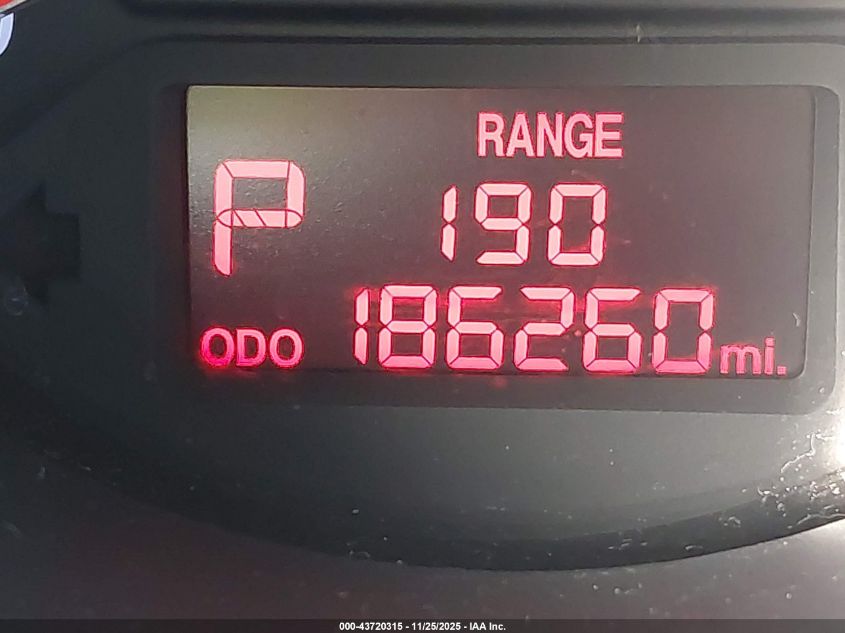 RANGE
P 190
ODO 186260 mi.
000-43720315 - 11/25/2025 - IAA Inc.